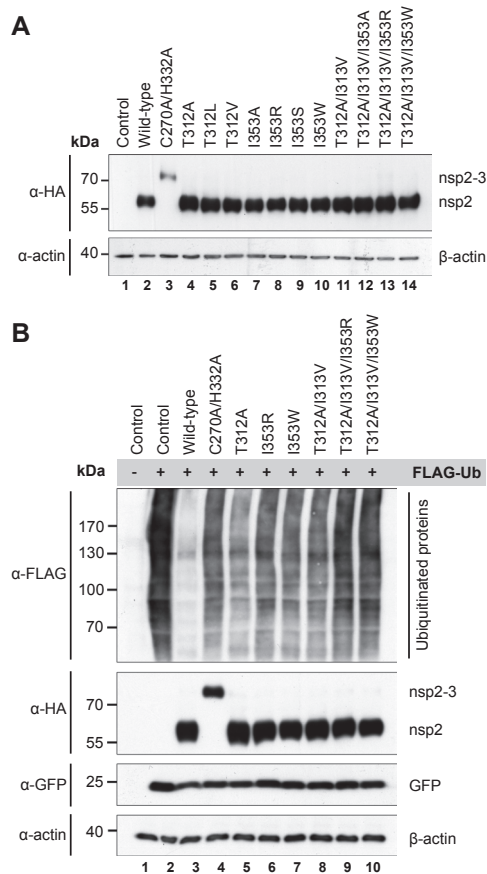 A
Control
Wild-type
C270A/H332A
T312A
T312L
T312V
I353A
I353R
I353S
I353W
T312A/I313V
T312A/I313V/I353A
T312A/I313V/I353R
T312A/I313V/I353W
kDa
α-HA
70
55
nsp2-3
nsp2
α-actin
40
β-actin
1 2 3 4 5 6 7 8 9 10 11 12 13 14
B
Control
Control
Wild-type
C270A/H332A
T312A
I353R
I353W
T312A/I313V
T312A/I313V/I353R
T312A/I313V/I353W
kDa
- + + + + + + + + + FLAG-Ub
α-FLAG
170
130
100
70
Ubiquitinated proteins
α-HA
70
55
nsp2-3
nsp2
α-GFP
25
GFP
α-actin
40
β-actin
1 2 3 4 5 6 7 8 9 10